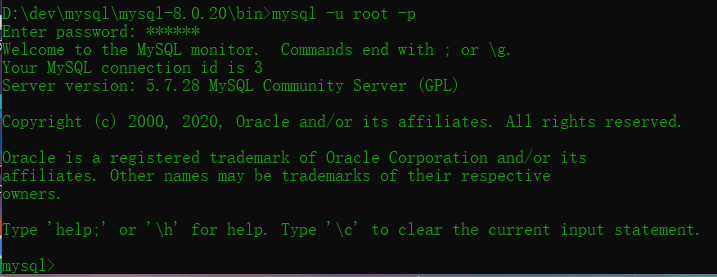 D:\dev\mysql\mysql-8.0.20\bin>mysql -u root -p
Enter password: ******
Welcome to the MySQL monitor.  Commands end with ; or \g.
Your MySQL connection id is 3
Server version: 5.7.28 MySQL Community Server (GPL)
Copyright (c) 2000, 2020, Oracle and/or its affiliates. All rights reserved.
Oracle is a registered trademark of Oracle Corporation and/or its
affiliates. Other names may be trademarks of their respective
owners.
Type 'help;' or '\h' for help. Type '\c' to clear the current input statement.
mysql>